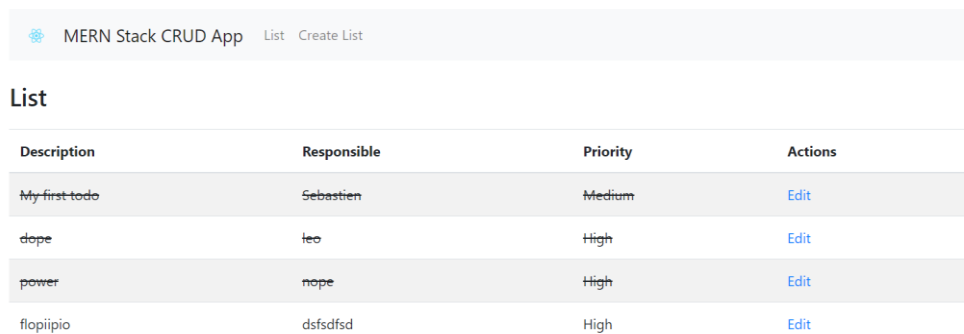 MERN Stack CRUD App List Create List
List
Description Responsible Priority Actions
My first todo Sebastien Medium Edit
dope leo High Edit
power nope High Edit
flopiipio dsfsdfsd High Edit